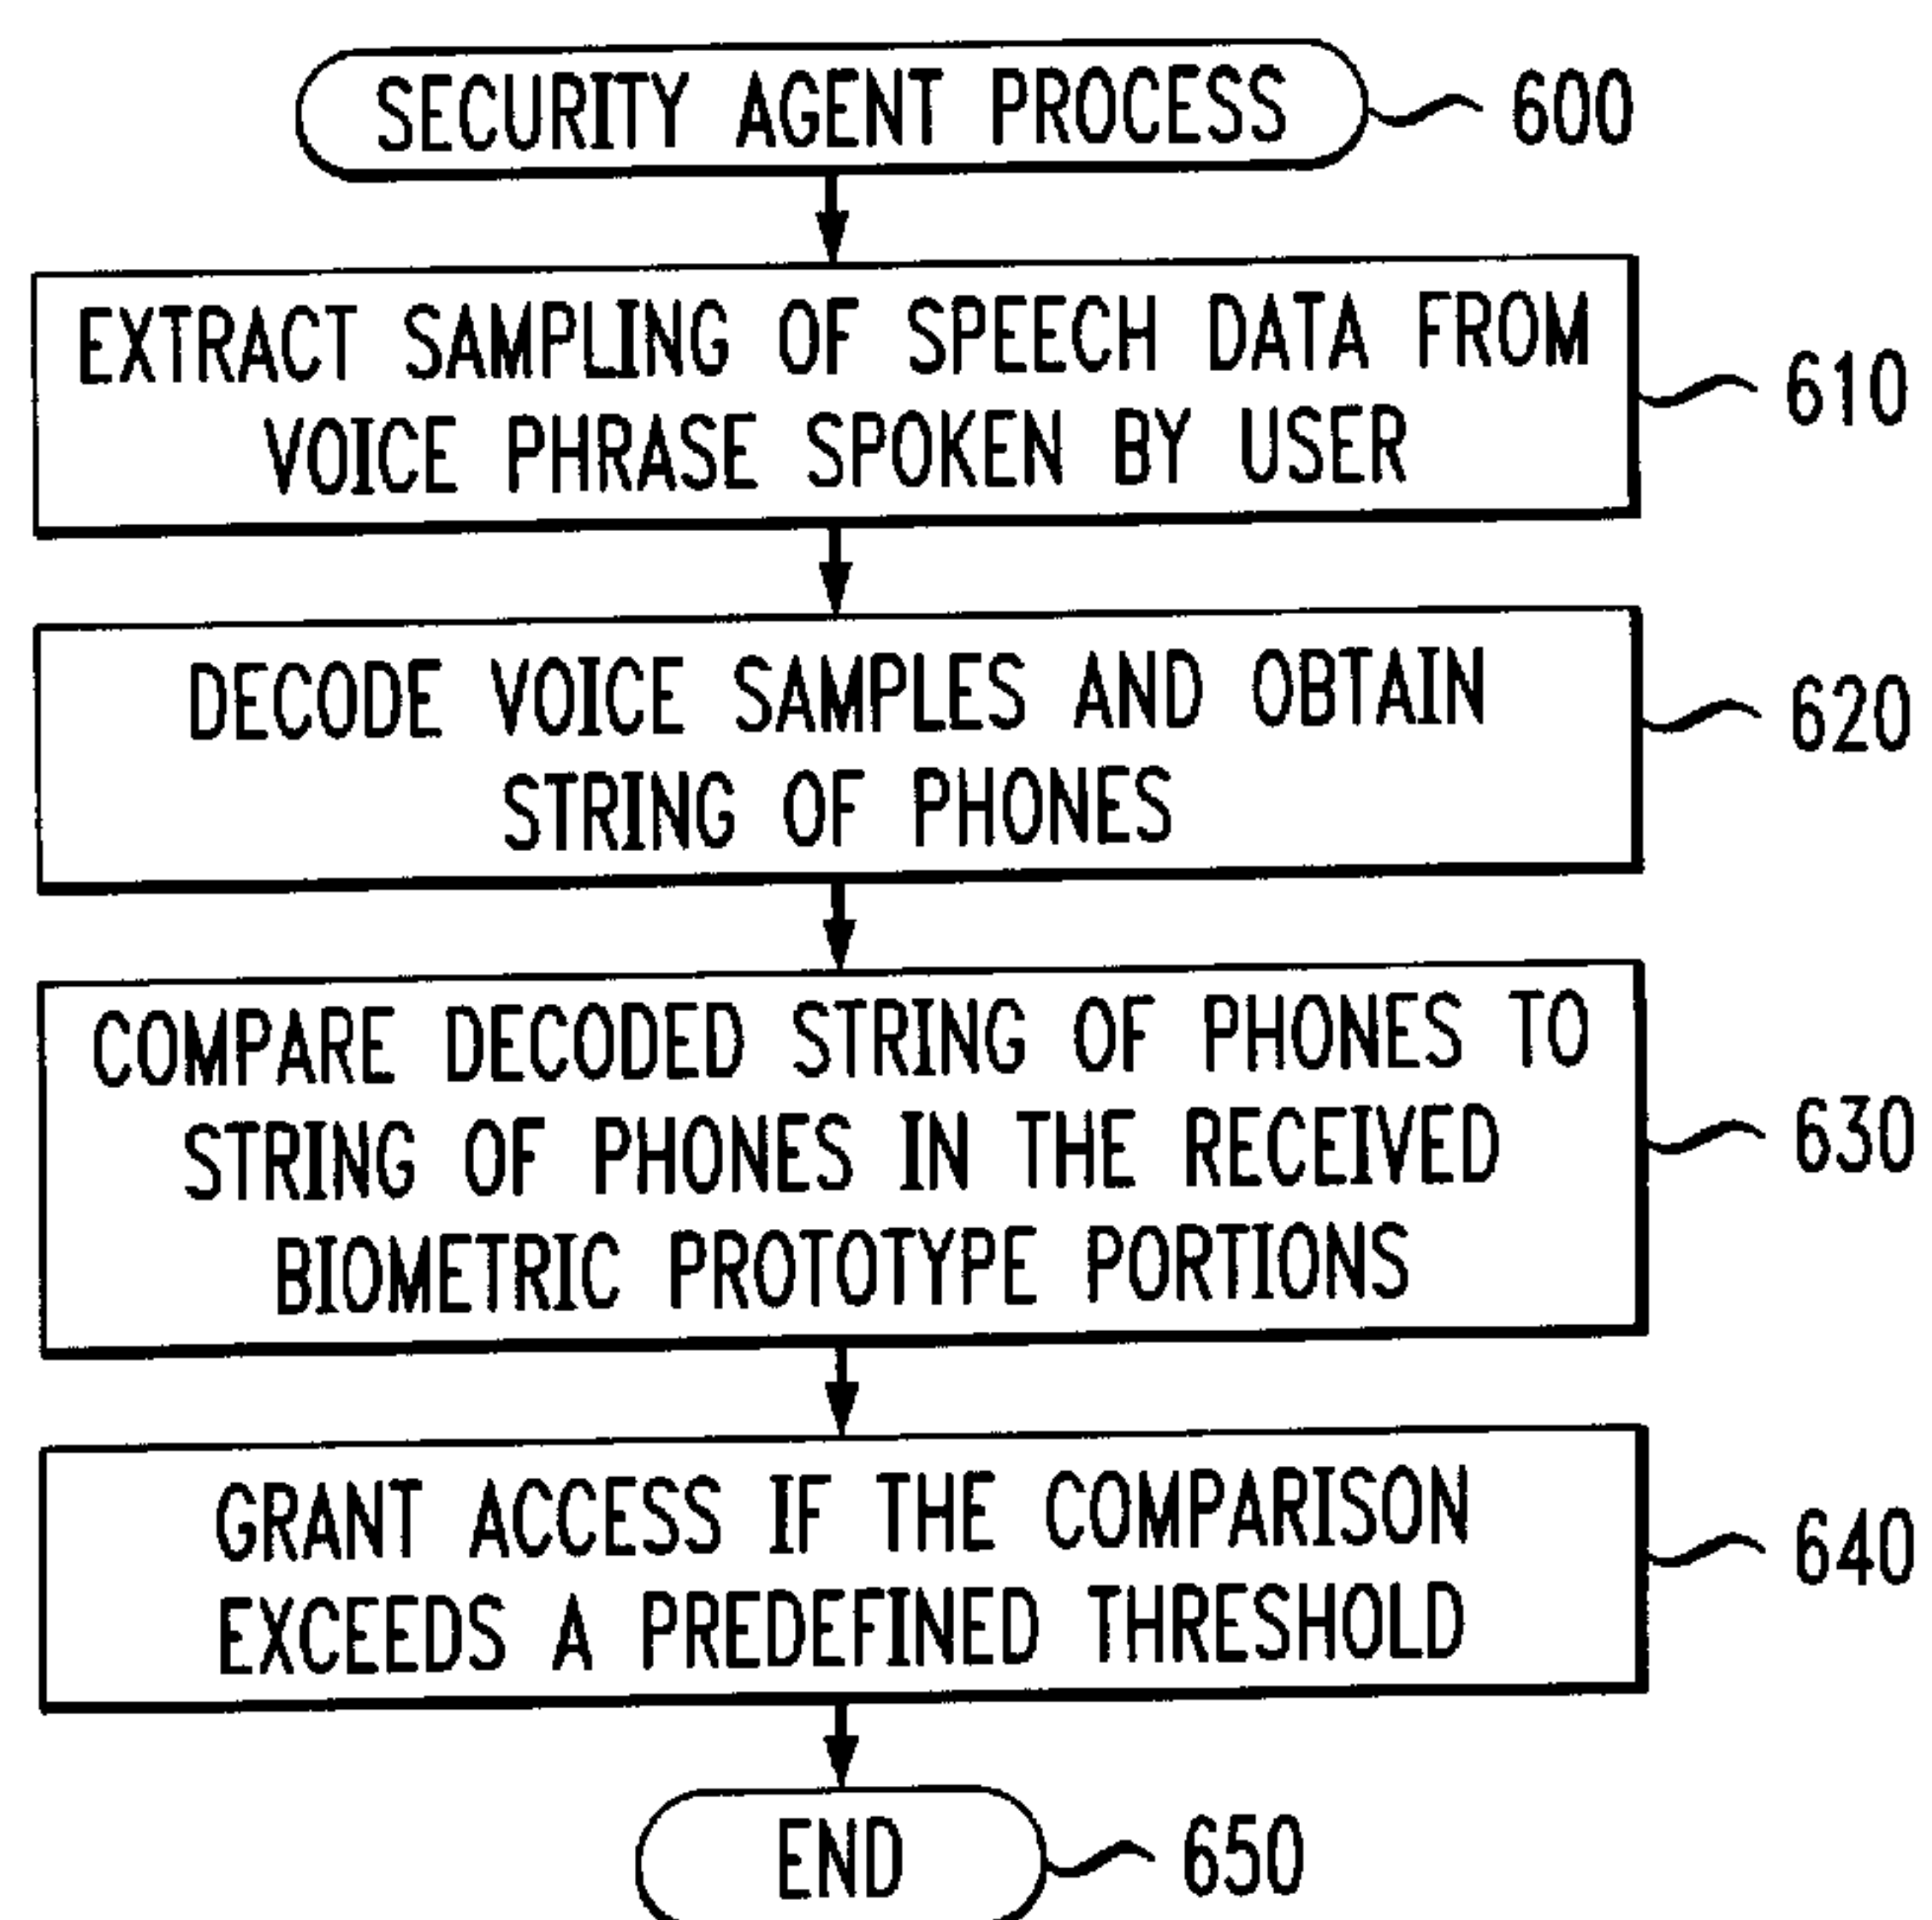 SECURITY AGENT PROCESS 600
EXTRACT SAMPLING OF SPEECH DATA FROM
VOICE PHRASE SPOKEN BY USER
610
DECODE VOICE SAMPLES AND OBTAIN
STRING OF PHONES
620
COMPARE DECODED STRING OF PHONES TO
STRING OF PHONES IN THE RECEIVED
BIOMETRIC PROTOTYPE PORTIONS
630
GRANT ACCESS IF THE COMPARISON
EXCEEDS A PREDEFINED THRESHOLD
640
END 650